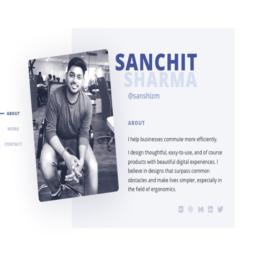 SANCHIT
SHARMA
@sanshizm
ABOUT
WORK
CONTACT
ABOUT
I help businesses commute more efficiently.
I design thoughtful, easy-to-use, and of course
products with beautiful digital experiences. I
believe in designs that surpass common
obstacles and make lives simpler, especially in
the field of ergonomics.